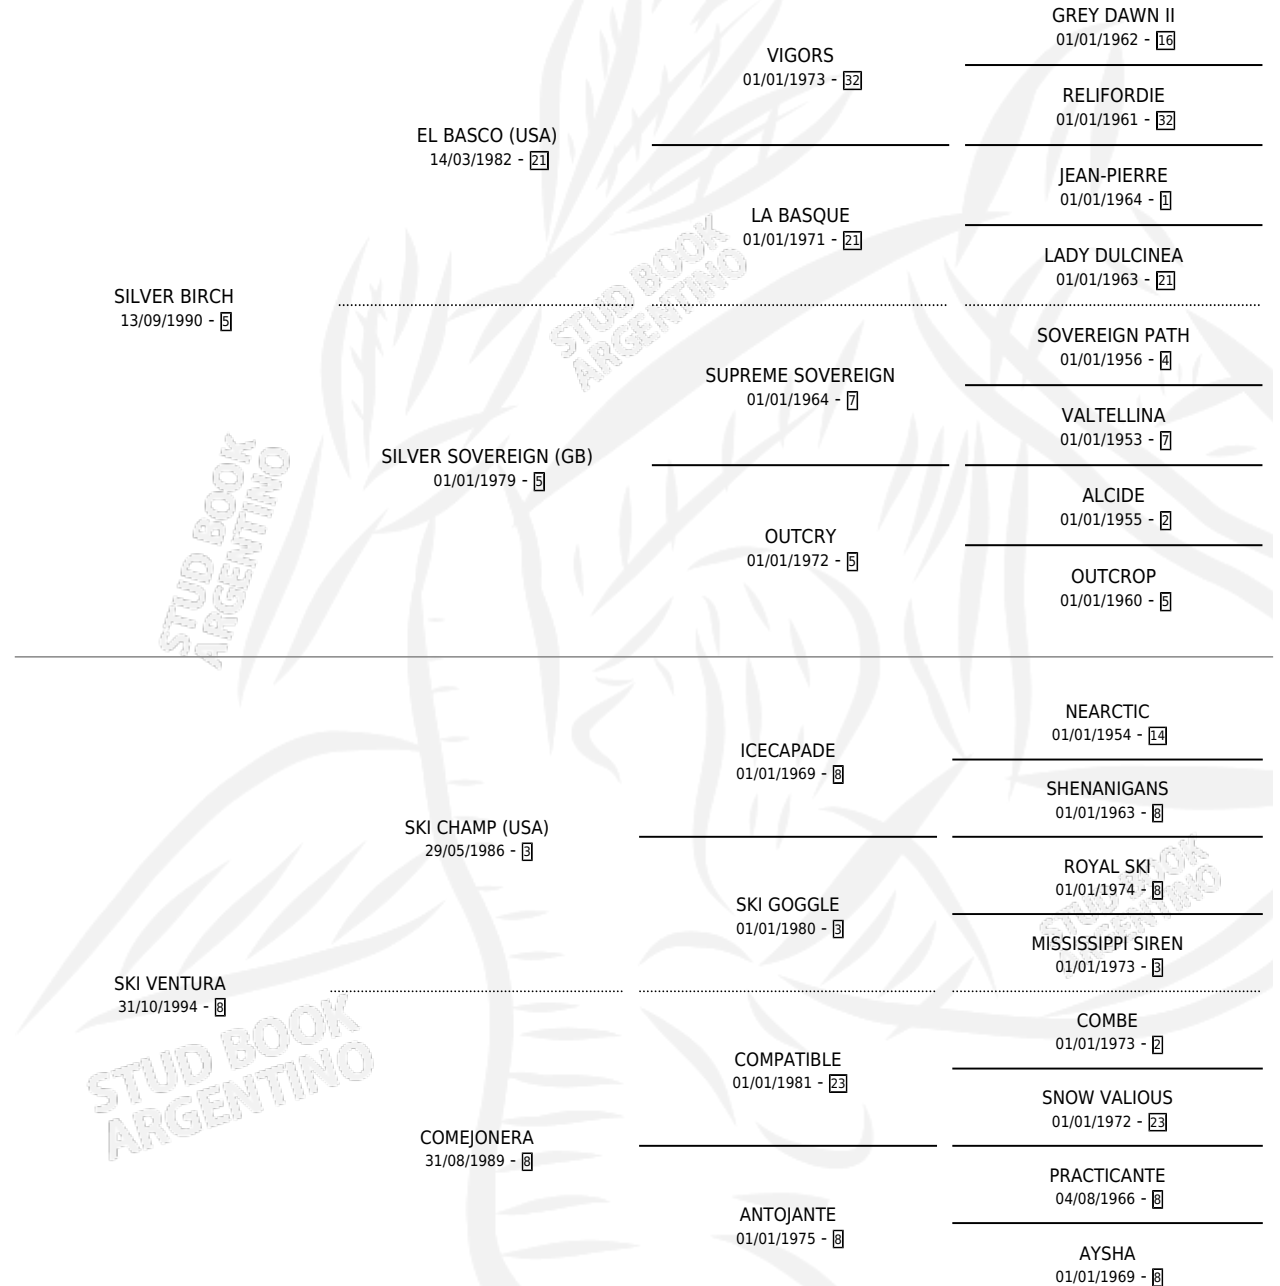 GREY DAWN II
01/01/1962 - 16
VIGORS
01/01/1973 - 32
RELIFORDIE
01/01/1961 - 32
EL BASCO (USA)
14/03/1982 - 21
JEAN-PIERRE
01/01/1964 - 1
LA BASQUE
01/01/1971 - 21
LADY DULCINEA
01/01/1963 - 21
SILVER BIRCH
13/09/1990 - 5
STUD BOOK
ARGENTINO
SOVEREIGN PATH
01/01/1956 - 4
SUPREME SOVEREIGN
01/01/1964 - 7
VALTELLINA
01/01/1953 - 7
SILVER SOVEREIGN (GB)
01/01/1979 - 5
ALCIDE
01/01/1955 - 2
OUTCRY
01/01/1972 - 5
OUTCROP
01/01/1960 - 5
STUD BOOK
ARGENTINO
NEARCTIC
01/01/1954 - 14
ICECAPADE
01/01/1969 - 8
SHENANIGANS
01/01/1963 - 8
SKI CHAMP (USA)
29/05/1986 - 3
ROYAL SKI
01/01/1974 - 8
SKI GOGGLE
01/01/1980 - 3
STUD BOOK
ARGENTINO
MISSISSIPPI SIREN
01/01/1973 - 3
SKI VENTURA
31/10/1994 - 8
COMBE
01/01/1973 - 2
COMPATIBLE
01/01/1981 - 23
SNOW VALIOUS
01/01/1972 - 23
STUD BOOK
ARGENTINO
COMEJONERA
31/08/1989 - 8
PRACTICANTE
04/08/1966 - 8
ANTOJANTE
01/01/1975 - 8
AYSHA
01/01/1969 - 8